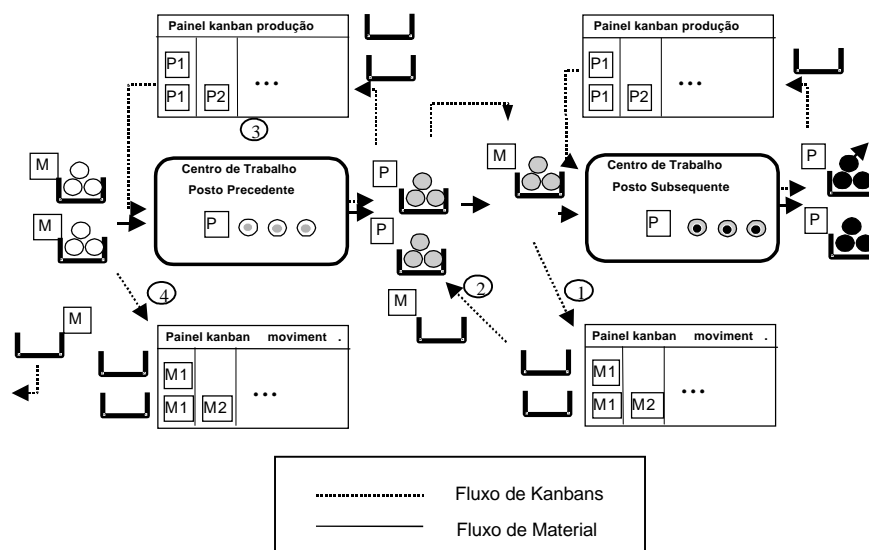 Painel kanban produção
P1
P1 P2 ...
3
Painel kanban produção
P1
P1 P2 ...
M
M
Centro de Trabalho
Posto Precedente
P
P
P
M
Centro de Trabalho
Posto Subsequente
P
P
P
4
2
1
M
M
Painel kanban moviment .
M1
M1 M2 ...
Painel kanban moviment .
M1
M1 M2 ...
Fluxo de Kanbans
Fluxo de Material